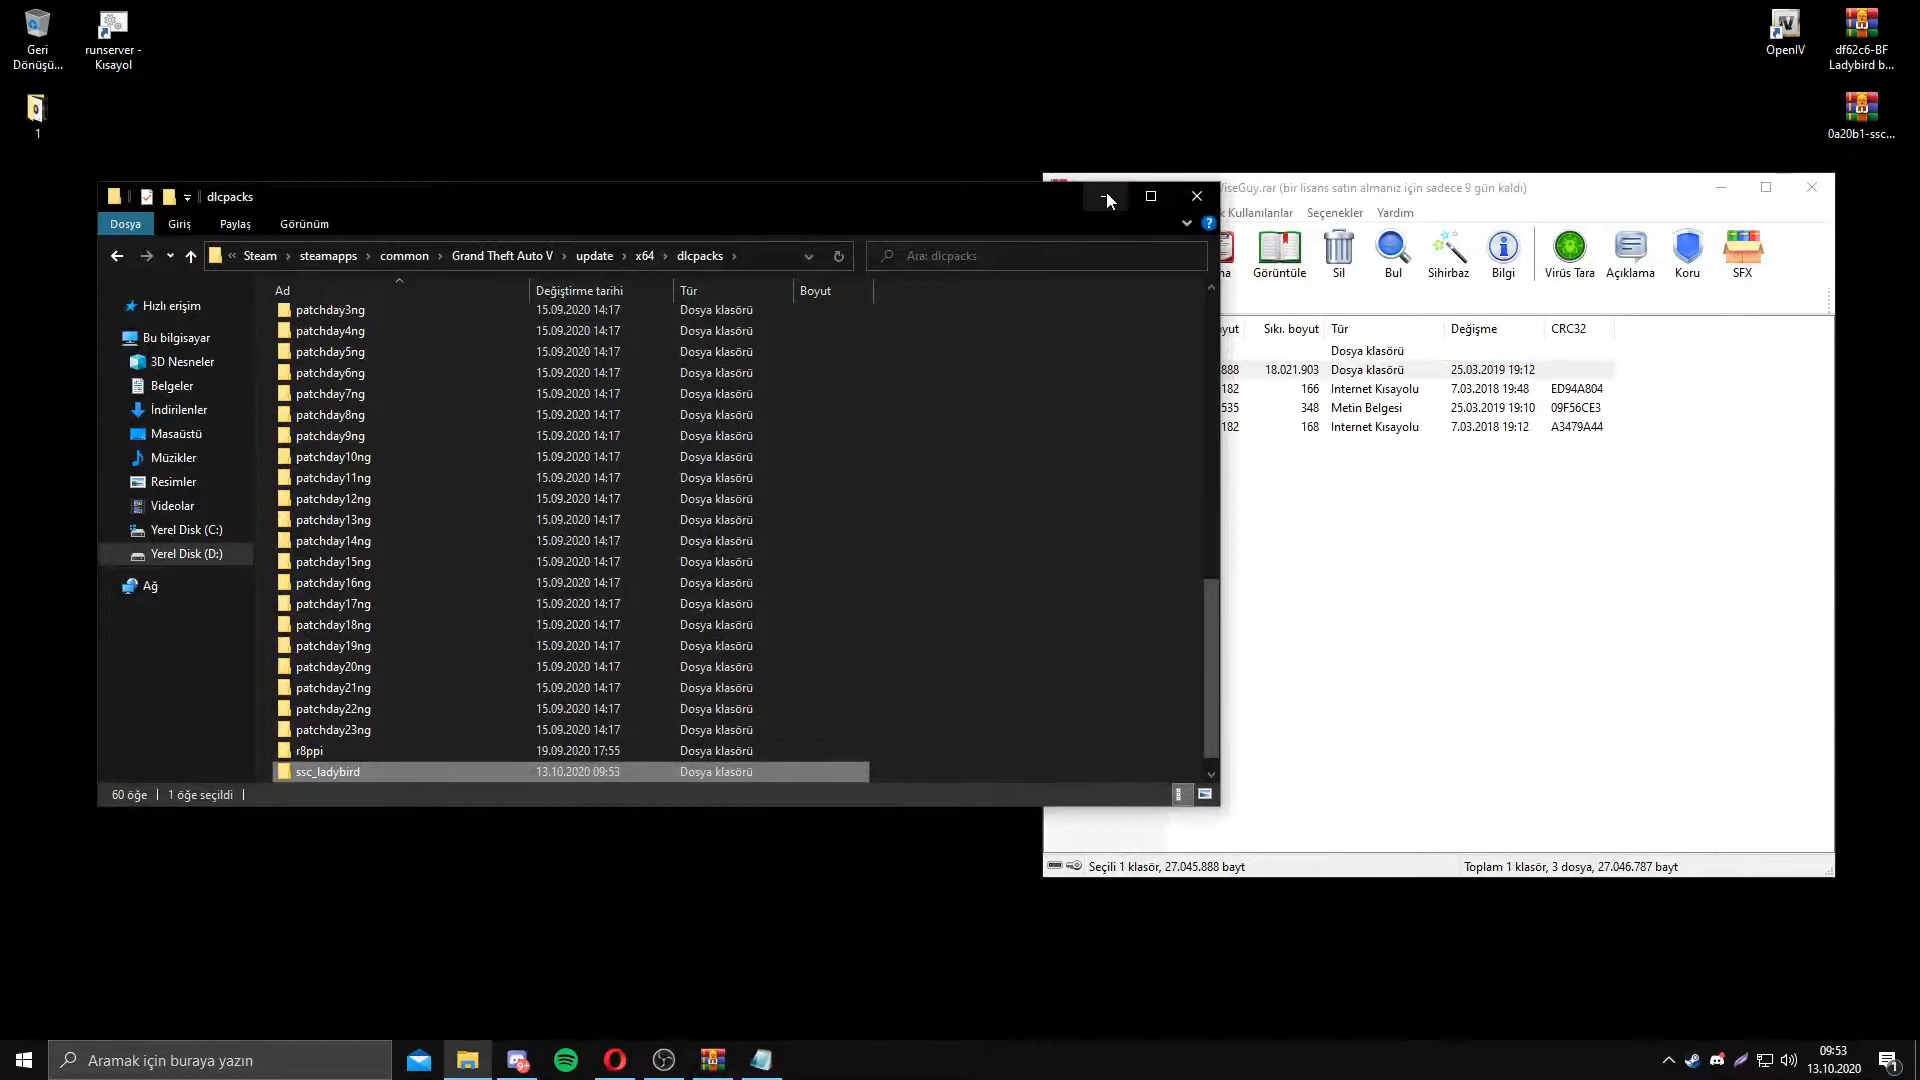 Geri
Dönüşü...
runserver -
Kısayol
1
OpenIV
df62c6-BF
Ladybird b...
0a20b1-ssc...
dlcpacks
Dosya
Giriş
Paylaş
Görünüm
« Steam › steamapps › common › Grand Theft Auto V › update › x64 › dlcpacks ›
Ara: dlcpacks
Hızlı erişim
Bu bilgisayar
3D Nesneler
Belgeler
İndirilenler
Masaüstü
Müzikler
Resimler
Videolar
Yerel Disk (C:)
Yerel Disk (D:)
Ağ
Ad Değiştirme tarihi Tür Boyut
patchday3ng 15.09.2020 14:17 Dosya klasörü
patchday4ng 15.09.2020 14:17 Dosya klasörü
patchday5ng 15.09.2020 14:17 Dosya klasörü
patchday6ng 15.09.2020 14:17 Dosya klasörü
patchday7ng 15.09.2020 14:17 Dosya klasörü
patchday8ng 15.09.2020 14:17 Dosya klasörü
patchday9ng 15.09.2020 14:17 Dosya klasörü
patchday10ng 15.09.2020 14:17 Dosya klasörü
patchday11ng 15.09.2020 14:17 Dosya klasörü
patchday12ng 15.09.2020 14:17 Dosya klasörü
patchday13ng 15.09.2020 14:17 Dosya klasörü
patchday14ng 15.09.2020 14:17 Dosya klasörü
patchday15ng 15.09.2020 14:17 Dosya klasörü
patchday16ng 15.09.2020 14:17 Dosya klasörü
patchday17ng 15.09.2020 14:17 Dosya klasörü
patchday18ng 15.09.2020 14:17 Dosya klasörü
patchday19ng 15.09.2020 14:17 Dosya klasörü
patchday20ng 15.09.2020 14:17 Dosya klasörü
patchday21ng 15.09.2020 14:17 Dosya klasörü
patchday22ng 15.09.2020 14:17 Dosya klasörü
patchday23ng 15.09.2020 14:17 Dosya klasörü
r8ppi 19.09.2020 17:55 Dosya klasörü
ssc_ladybird 13.10.2020 09:53 Dosya klasörü
60 öğe
1 öğe seçildi
WiseGuy.rar (bir lisans satın almanız için sadece 9 gün kaldı)
k Kullanılanlar Seçenekler Yardım
Görüntüle Sil Bul Sihirbaz Bilgi Virüs Tara Açıklama Koru SFX
yut Sıkı. boyut Tür Değişme CRC32
Dosya klasörü
888 18.021.903 Dosya klasörü 25.03.2019 19:12
182 166 Internet Kısayolu 7.03.2018 19:48 ED94A804
535 348 Metin Belgesi 25.03.2019 19:10 09F56CE3
182 168 Internet Kısayolu 7.03.2018 19:12 A3479A44
Seçili 1 klasör, 27.045.888 bayt
Toplam 1 klasör, 3 dosya, 27.046.787 bayt
Aramak için buraya yazın
09:53
13.10.2020
1